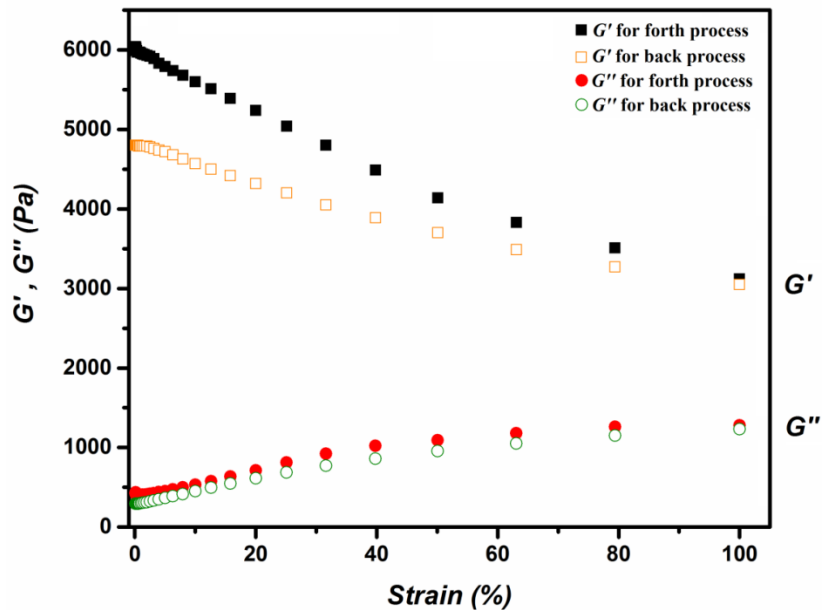 G' for forth process
G' for back process
G'' for forth process
G'' for back process
6000
5000
4000
3000
2000
1000
0
G' , G'' (Pa)
G'
G''
0 20 40 60 80 100
Strain (%)